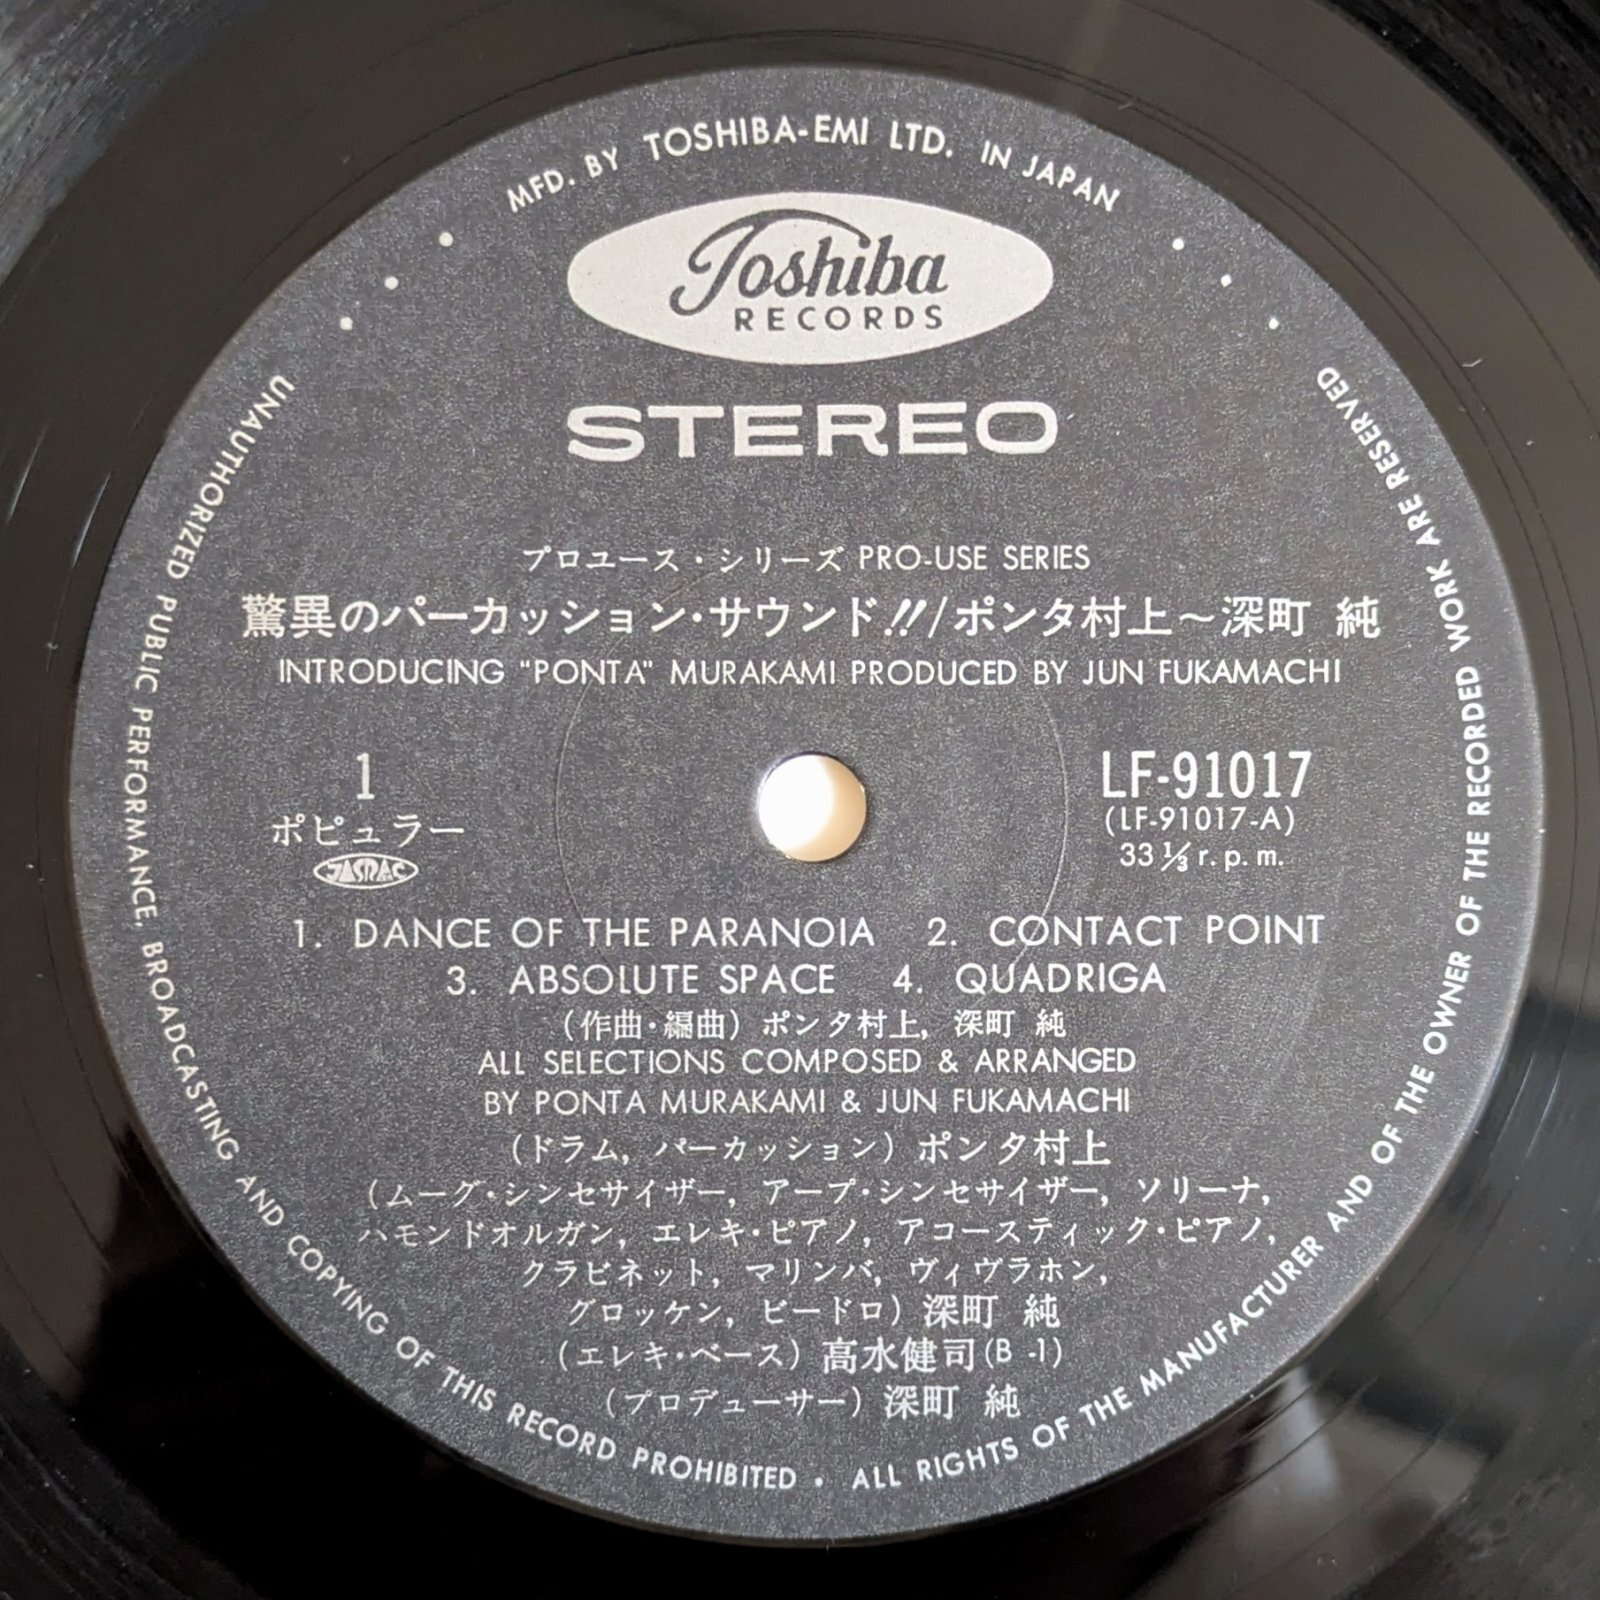 MFD. BY TOSHIBA-EMI LTD. IN JAPAN
Toshiba
RECORDS
STEREO
プロユース・シリーズ PRO-USE SERIES
驚異のパーカッション・サウンド!!/ポンタ村上～深町 純
INTRODUCING "PONTA" MURAKAMI PRODUCED BY JUN FUKAMACHI
1
ポピュラー
JASRAC
LF-91017
(LF-91017-A)
33 1/3 r. p. m.
1. DANCE OF THE PARANOIA 2. CONTACT POINT
3. ABSOLUTE SPACE 4. QUADRIGA
(作曲・編曲) ポンタ村上, 深町 純
ALL SELECTIONS COMPOSED & ARRANGED
BY PONTA MURAKAMI & JUN FUKAMACHI
(ドラム, パーカッション) ポンタ村上
(ムーグ・シンセサイザー, アープ・シンセサイザー, ソリーナ,
ハモンドオルガン, エレキ・ピアノ, アコースティック・ピアノ,
クラビネット, マリンバ, ヴィヴラホン,
グロッケン, ビードロ) 深町 純
(エレキ・ベース) 高水健司(B -1)
(プロデューサー) 深町 純
UNAUTHORIZED PUBLIC PERFORMANCE, BROADCASTING AND COPYING OF THIS RECORD PROHIBITED • ALL RIGHTS OF THE MANUFACTURER AND OF THE OWNER OF THE RECORDED WORK ARE RESERVED